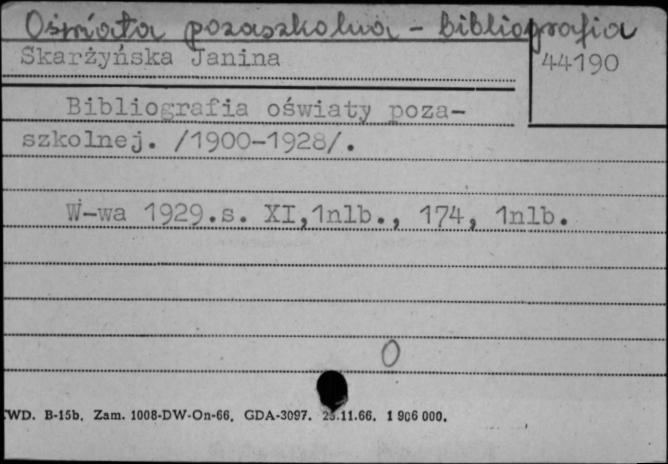 Oświata pozaszkolna - bibliografia
Skarżyńska Janina
44190
Bibliografia oświaty poza-
szkolnej. /1900-1928/.
W-wa 1929.s. XI,1nlb., 174, 1nlb.
0
WD. B-15b. Zam. 1008-DW-On-66. GDA-3097. 11.66. 1 906 000.